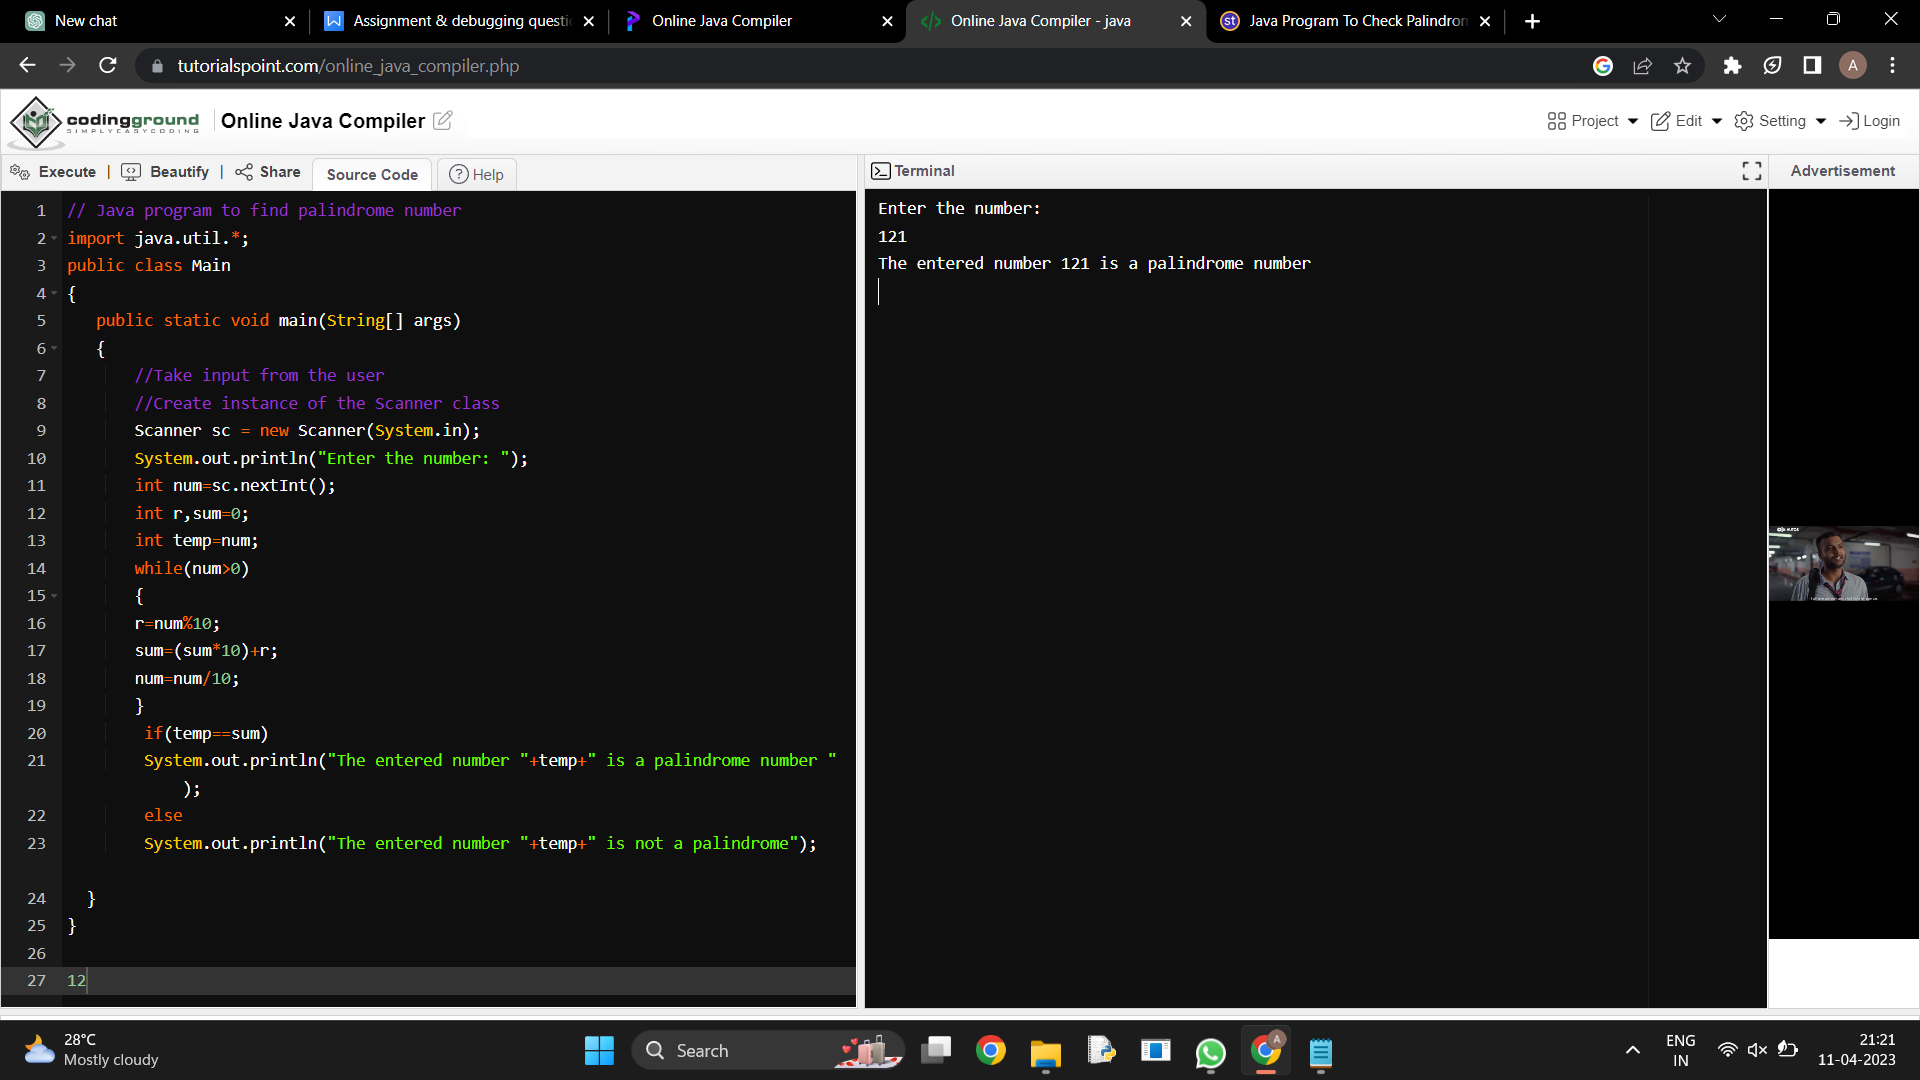 New chat
Assignment & debugging questi
Online Java Compiler
Online Java Compiler - java
Java Program To Check Palindrom
tutorialspoint.com/online_java_compiler.php
A
codingground
SIMPLYEASYCODING
Online Java Compiler
Project
Edit
Setting
Login
Execute
Beautify
Share
Source Code
Help
Terminal
Advertisement
1 // Java program to find palindrome number
2 import java.util.*;
3 public class Main
4 {
5 public static void main(String[] args)
6 {
7 //Take input from the user
8 //Create instance of the Scanner class
9 Scanner sc = new Scanner(System.in);
10 System.out.println("Enter the number: ");
11 int num=sc.nextInt();
12 int r,sum=0;
13 int temp=num;
14 while(num>0)
15 {
16 r=num%10;
17 sum=(sum*10)+r;
18 num=num/10;
19 }
20 if(temp==sum)
21 System.out.println("The entered number "+temp+" is a palindrome number "
);
22 else
23 System.out.println("The entered number "+temp+" is not a palindrome");
24 }
25 }
26
27 12
Enter the number:
121
The entered number 121 is a palindrome number
28°C
Mostly cloudy
Search
A
ENG
IN
21:21
11-04-2023